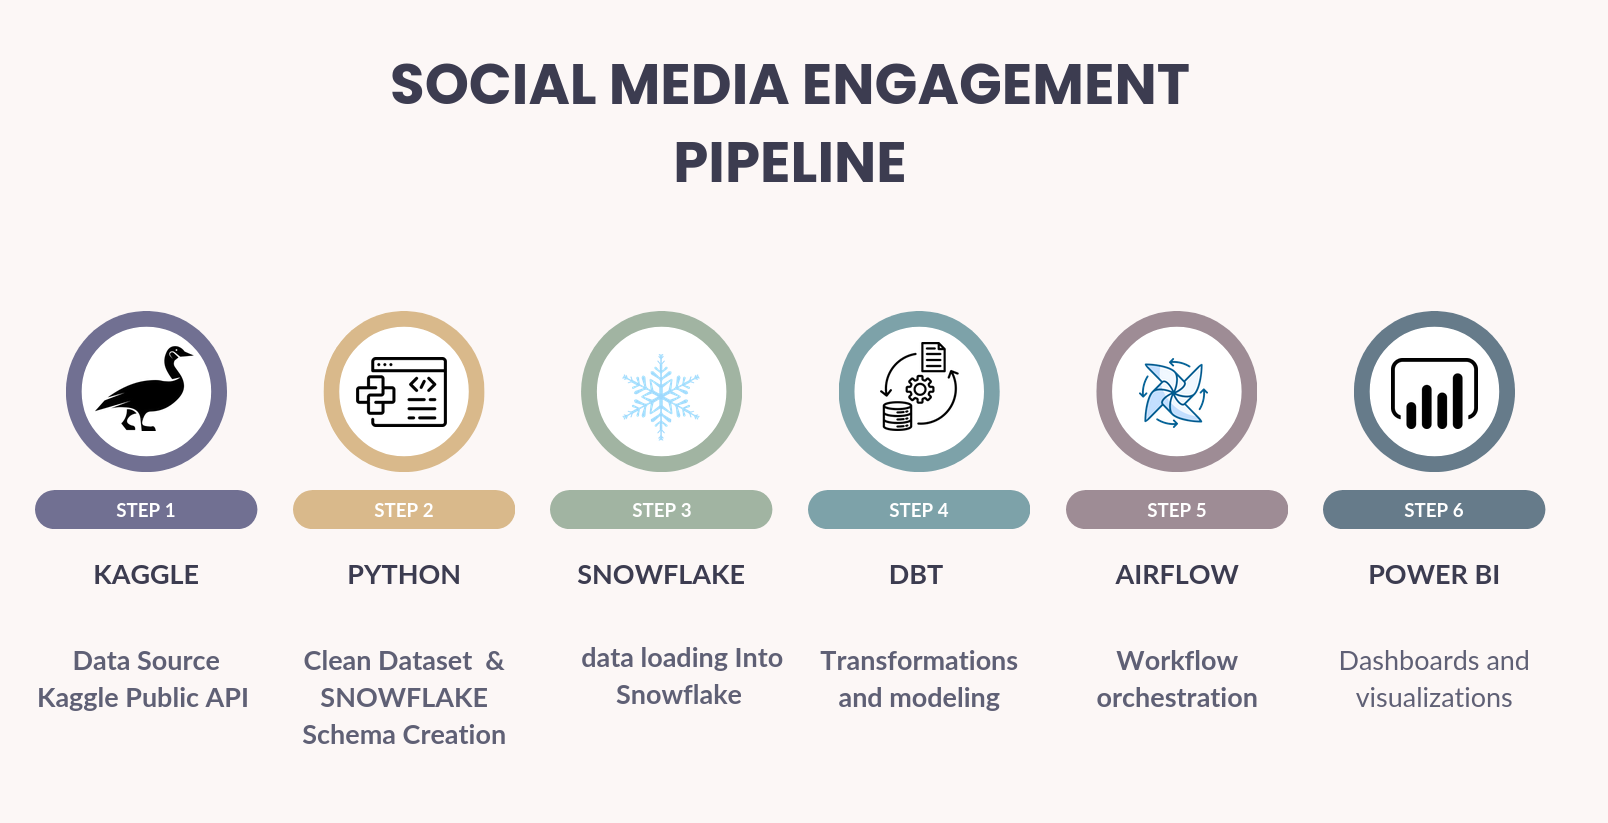 SOCIAL MEDIA ENGAGEMENT
PIPELINE
STEP 1
KAGGLE
Data Source
Kaggle Public API
STEP 2
PYTHON
Clean Dataset &
SNOWFLAKE
Schema Creation
STEP 3
SNOWFLAKE
data loading Into
Snowflake
STEP 4
DBT
Transformations
and modeling
STEP 5
AIRFLOW
Workflow
orchestration
STEP 6
POWER BI
Dashboards and
visualizations